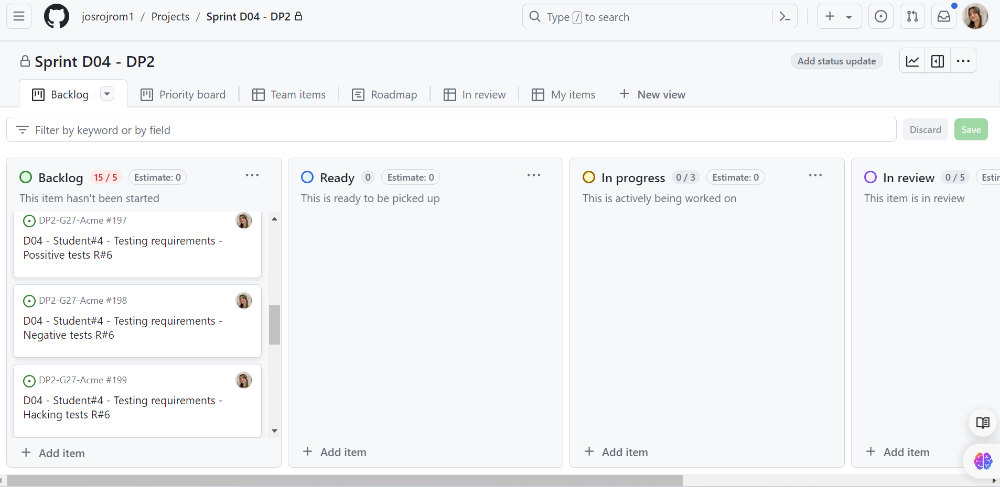 josrojrom1 / Projects / Sprint D04 - DP2
Type / to search
Sprint D04 - DP2
Add status update
Backlog
Priority board
Team items
Roadmap
In review
My items
+ New view
Filter by keyword or by field
Discard
Save
Backlog 15 / 5 Estimate: 0
This item hasn't been started
DP2-G27-Acme #197
D04 - Student#4 - Testing requirements -
Possitive tests R#6
DP2-G27-Acme #198
D04 - Student#4 - Testing requirements -
Negative tests R#6
DP2-G27-Acme #199
D04 - Student#4 - Testing requirements -
Hacking tests R#6
+ Add item
Ready 0 Estimate: 0
This is ready to be picked up
+ Add item
In progress 0 / 3 Estimate: 0
This is actively being worked on
+ Add item
In review 0 / 5 Estir
This item is in review
+ Add item